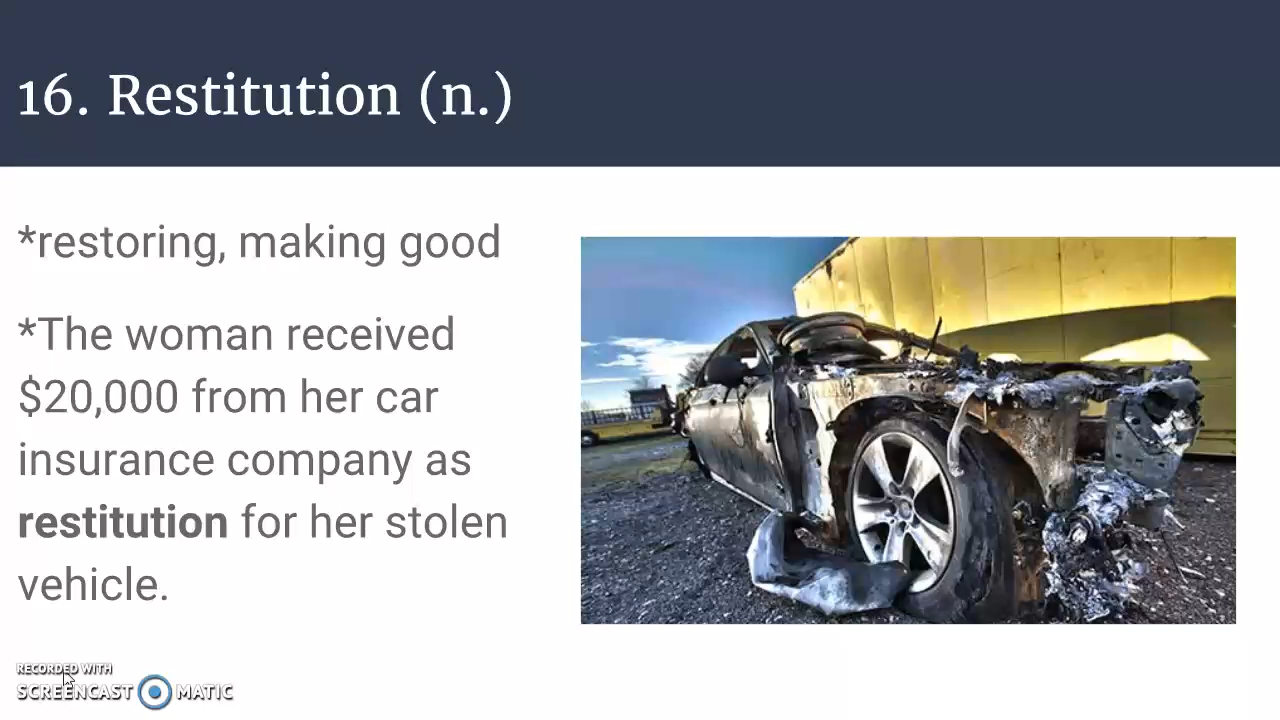 16. Restitution (n.)
*restoring, making good
*The woman received
$20,000 from her car
insurance company as
restitution for her stolen
vehicle.
RECORDED WITH
SCREENCAST MATIC